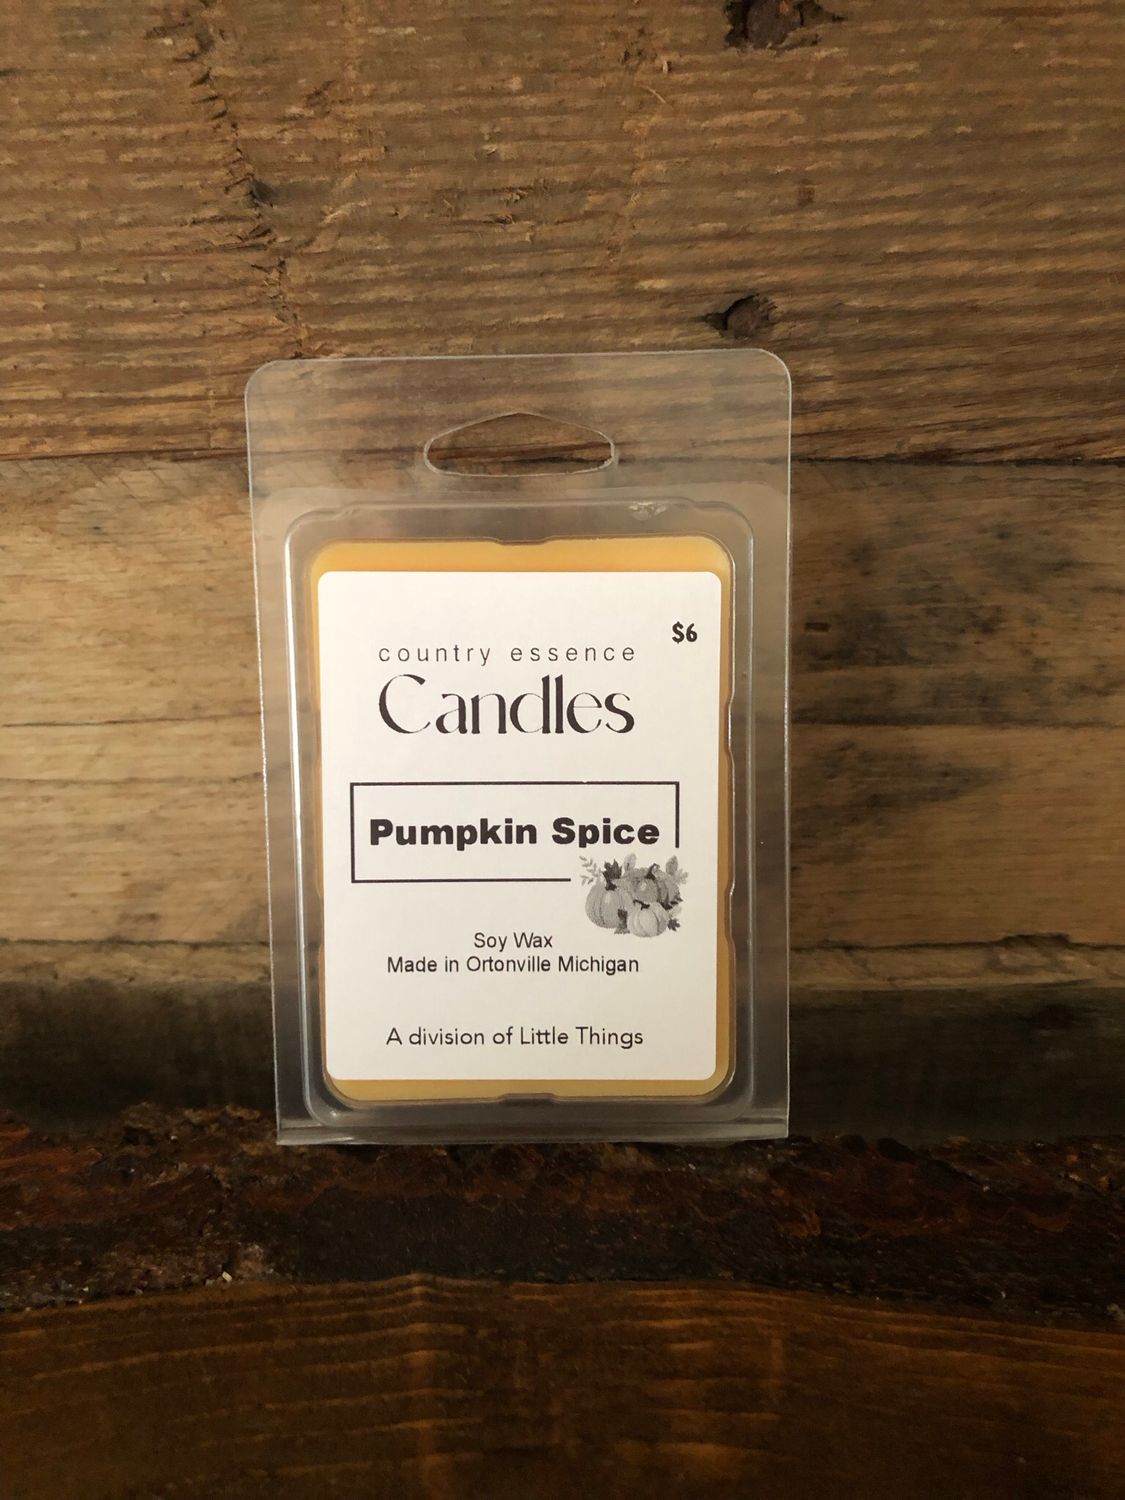 $6
country essence
Candles
Pumpkin Spice
Soy Wax
Made in Ortonville Michigan
A division of Little Things